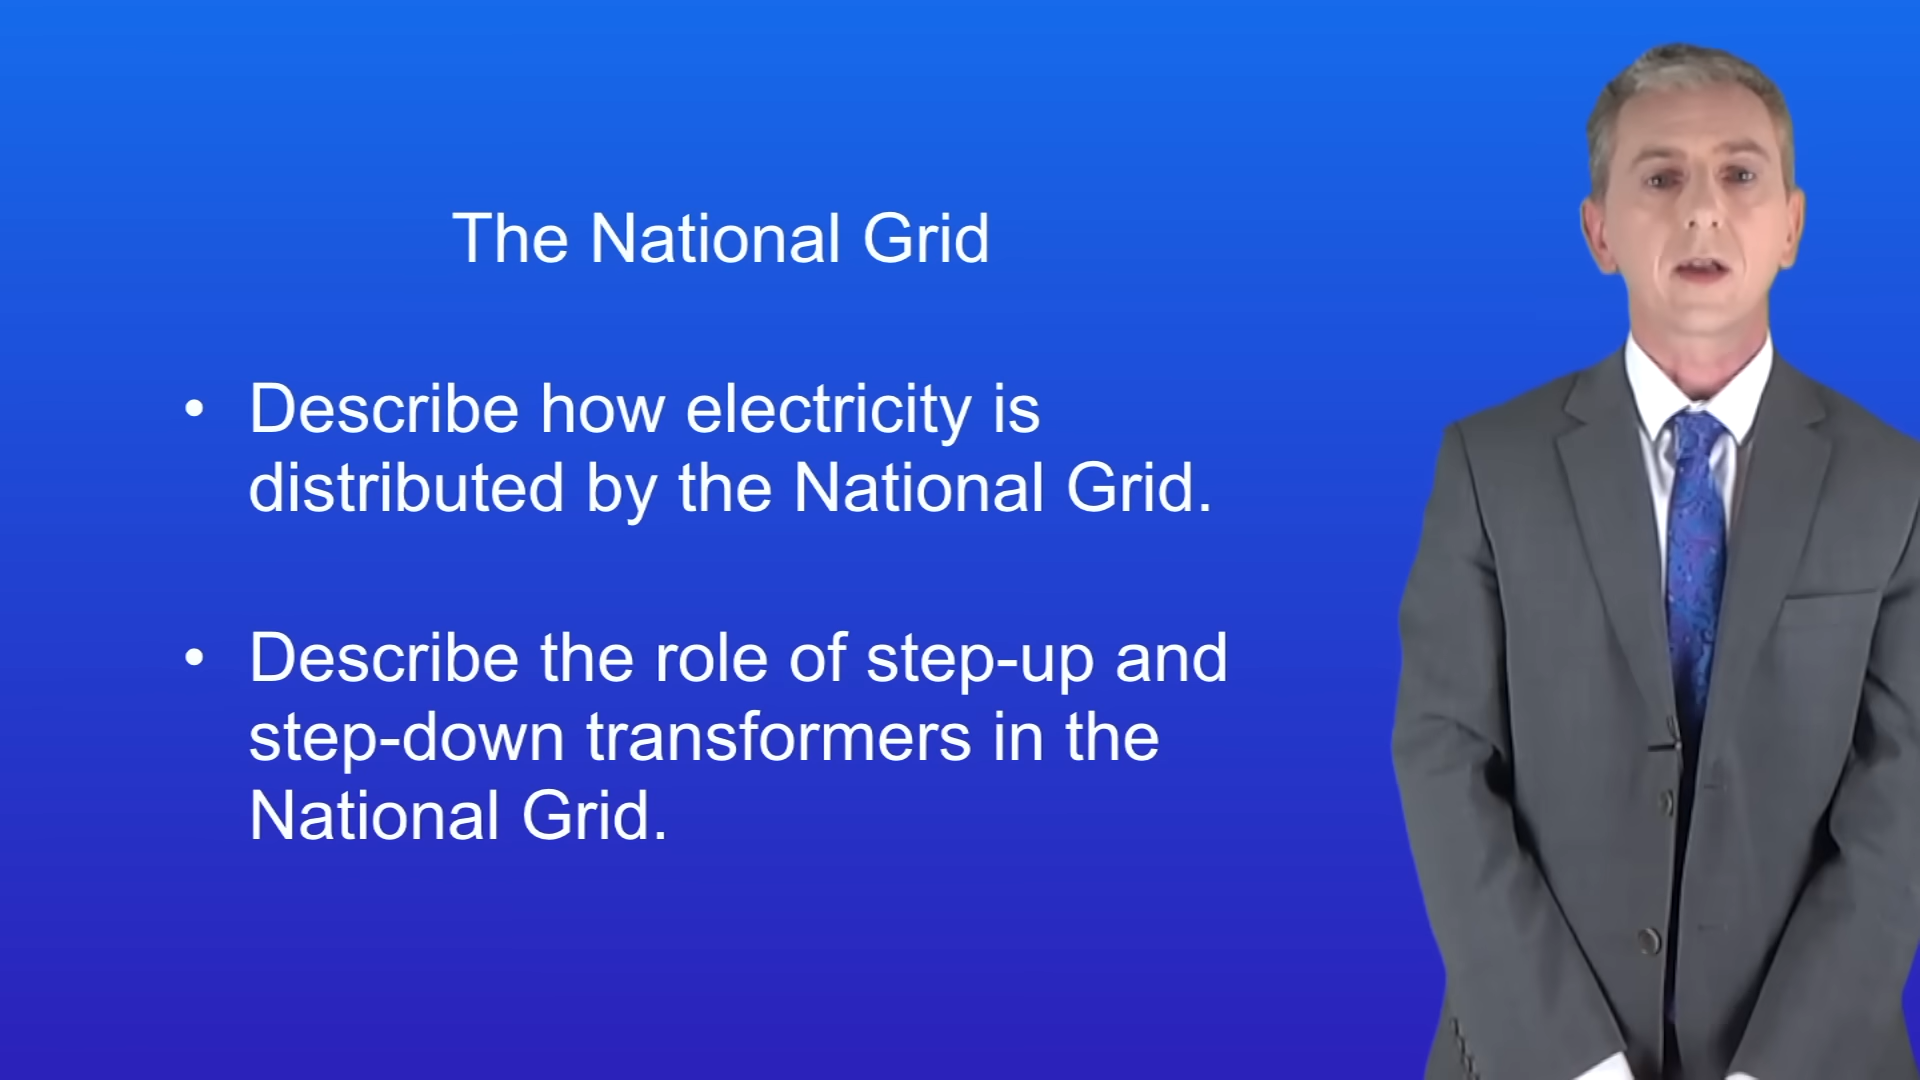 The National Grid
• Describe how electricity is
distributed by the National Grid.
• Describe the role of step-up and
step-down transformers in the
National Grid.